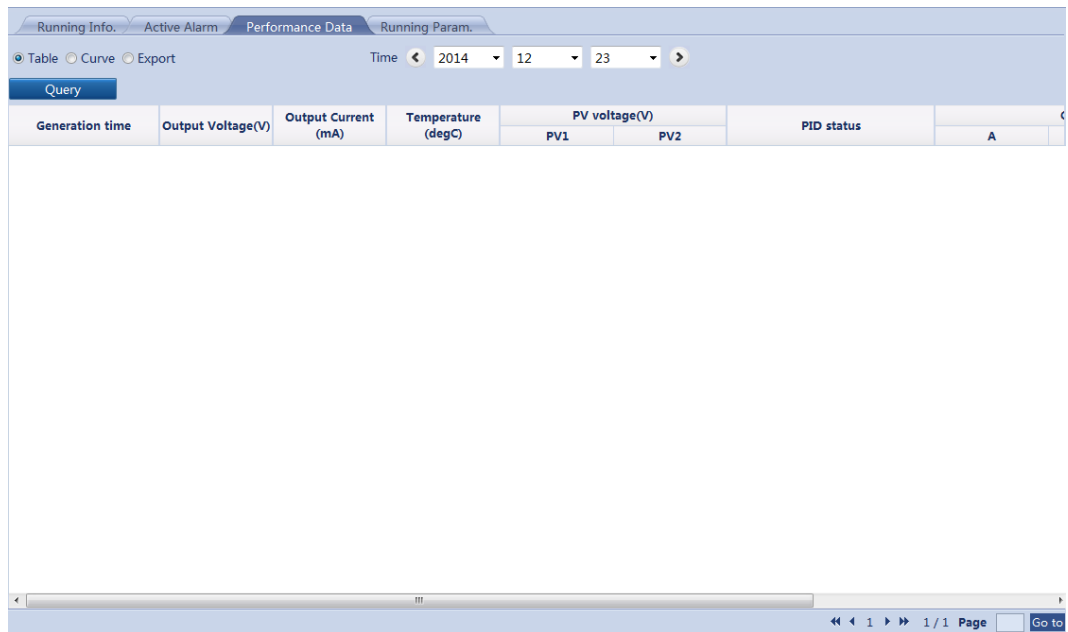 Running Info. Active Alarm Performance Data Running Param.
Table Curve Export Time 2014 12 23
Query
Generation time Output Voltage(V) Output Current (mA) Temperature (degC) PV voltage(V) PID status
PV1 PV2 A
1 1 / 1 Page Go to